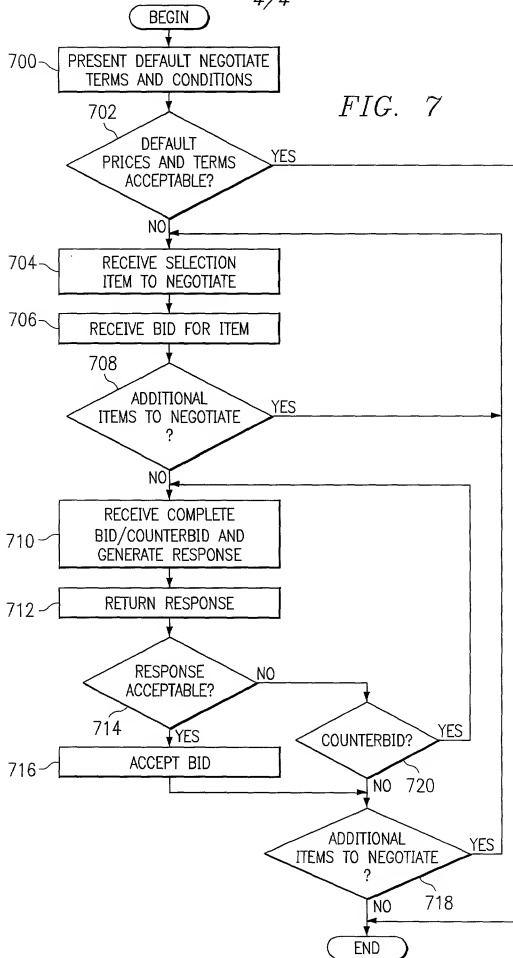 4/4
BEGIN
700
PRESENT DEFAULT NEGOTIATE
TERMS AND CONDITIONS
FIG. 7
702
DEFAULT
PRICES AND TERMS
ACCEPTABLE?
YES
NO
704
RECEIVE SELECTION
ITEM TO NEGOTIATE
706
RECEIVE BID FOR ITEM
708
ADDITIONAL
ITEMS TO NEGOTIATE
?
YES
NO
710
RECEIVE COMPLETE
BID/COUNTERBID AND
GENERATE RESPONSE
712
RETURN RESPONSE
RESPONSE
ACCEPTABLE?
NO
714
YES
COUNTERBID?
YES
716
ACCEPT BID
NO
720
ADDITIONAL
ITEMS TO NEGOTIATE
?
YES
NO
718
END